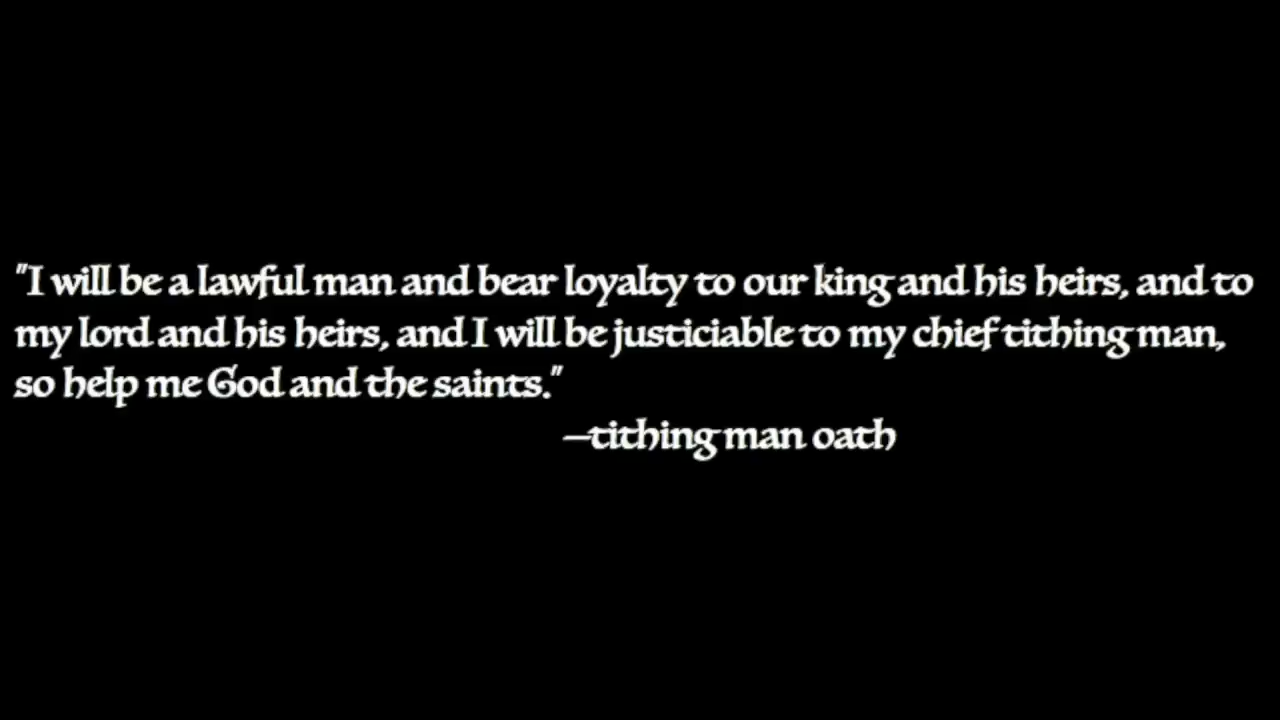 "I will be a lawful man and bear loyalty to our king and his heirs, and to
my lord and his heirs, and I will be justiciable to my chief tithing man,
so help me God and the saints."
—tithing man oath